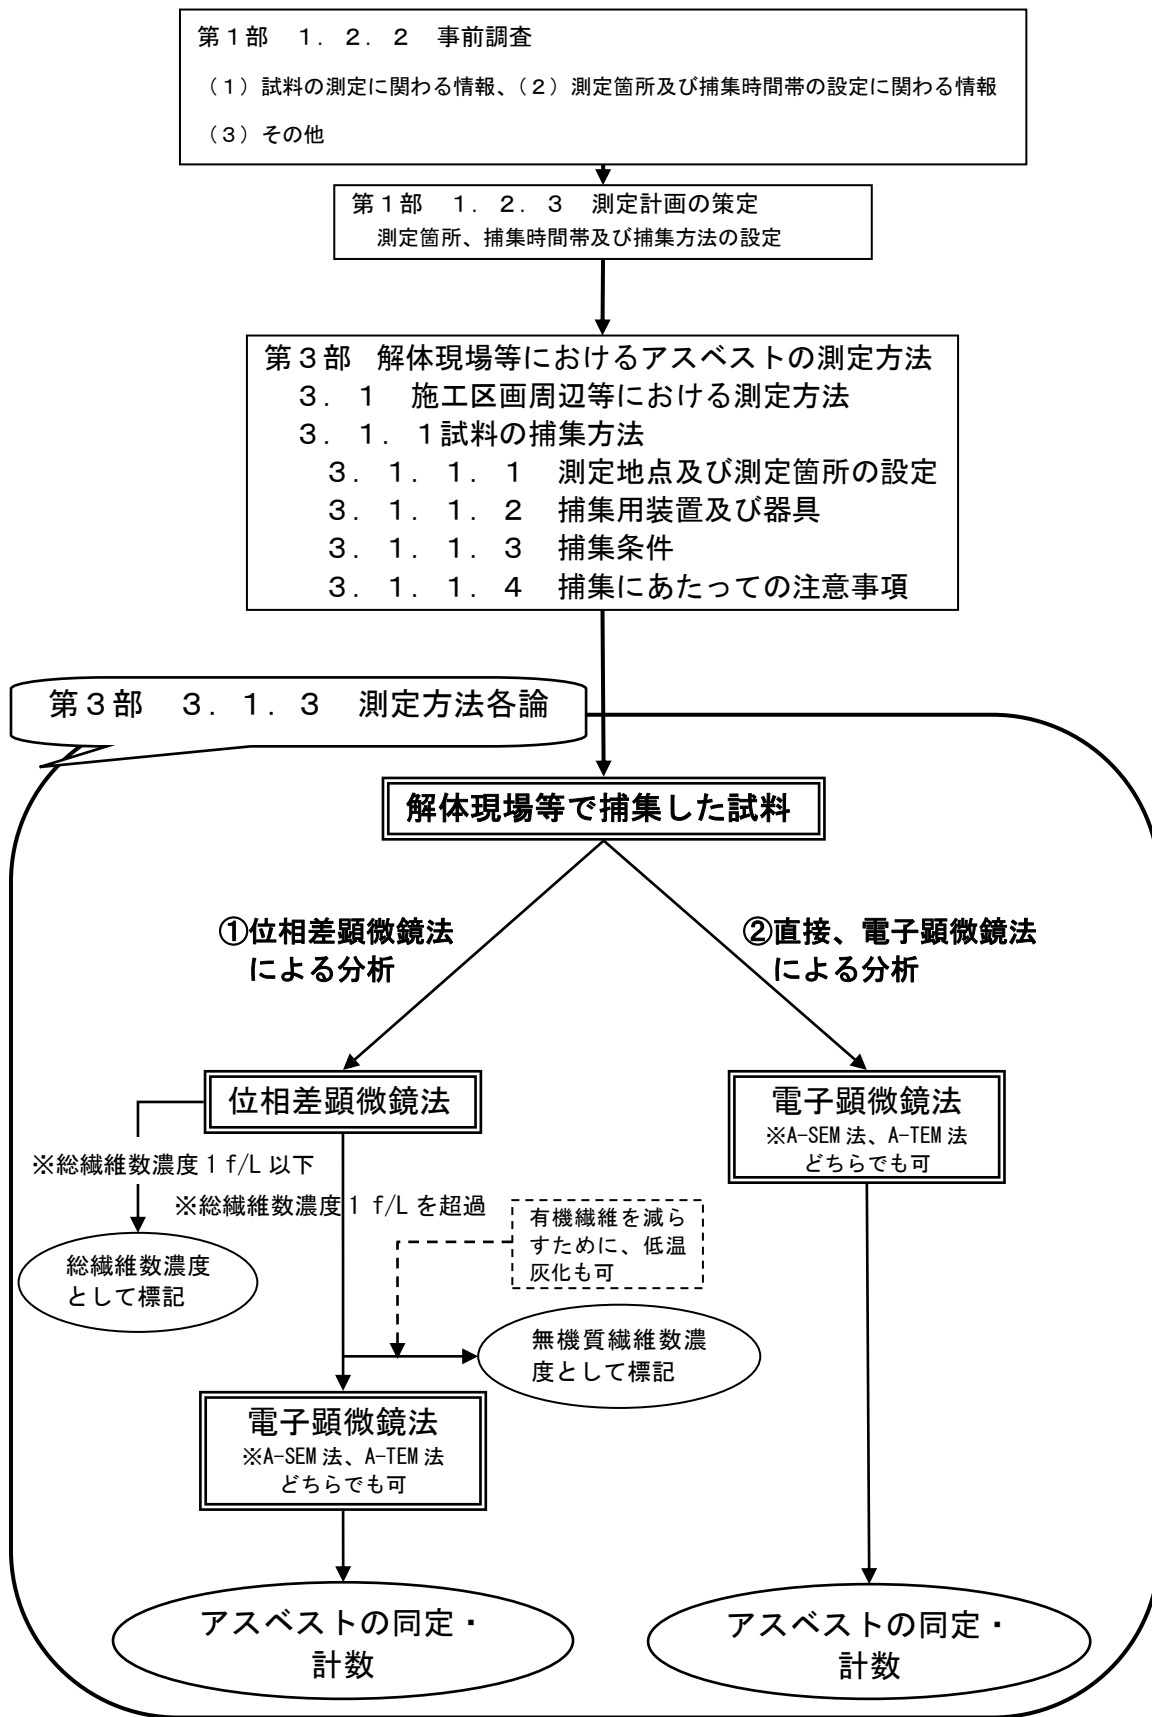 第１部　１．２．２　事前調査
（１）試料の測定に関わる情報、（２）測定箇所及び捕集時間帯の設定に関わる情報
（３）その他
第１部　１．２．３　測定計画の策定
測定箇所、捕集時間帯及び捕集方法の設定
第３部　解体現場等におけるアスベストの測定方法
３．１　施工区画周辺等における測定方法
３．１．１試料の捕集方法
３．１．１．１　測定地点及び測定箇所の設定
３．１．１．２　捕集用装置及び器具
３．１．１．３　捕集条件
３．１．１．４　捕集にあたっての注意事項
第３部　３．１．３　測定方法各論
解体現場等で捕集した試料
①位相差顕微鏡法
による分析
②直接、電子顕微鏡法
による分析
位相差顕微鏡法
電子顕微鏡法
※A-SEM 法、A-TEM 法
どちらでも可
※総繊維数濃度 1 f/L 以下
※総繊維数濃度 1 f/L を超過
有機繊維を減ら
すために、低温
灰化も可
総繊維数濃度
として標記
無機質繊維数濃
度として標記
電子顕微鏡法
※A-SEM 法、A-TEM 法
どちらでも可
アスベストの同定・
計数
アスベストの同定・
計数